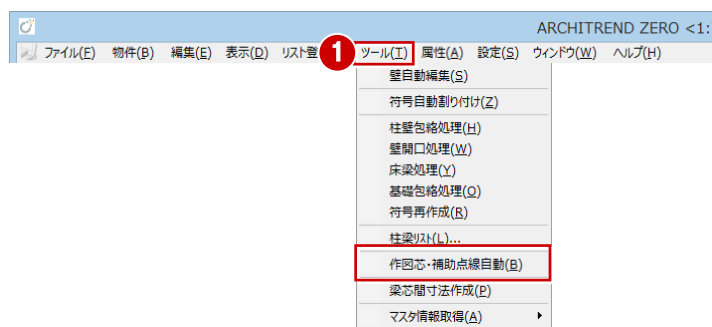 ARCHITREND ZERO <1:
ファイル(F) 物件(B) 編集(E) 表示(D) リスト登 1 ツール(T) 属性(A) 設定(S) ウィンドウ(W) ヘルプ(H)
壁自動編集(S)
符号自動割り付け(Z)
柱壁包絡処理(H)
壁開口処理(W)
床梁処理(Y)
基礎包絡処理(O)
符号再作成(R)
柱梁リスト(L)...
作図芯・補助点線自動(B)
梁芯間寸法作成(P)
マスタ情報取得(A)